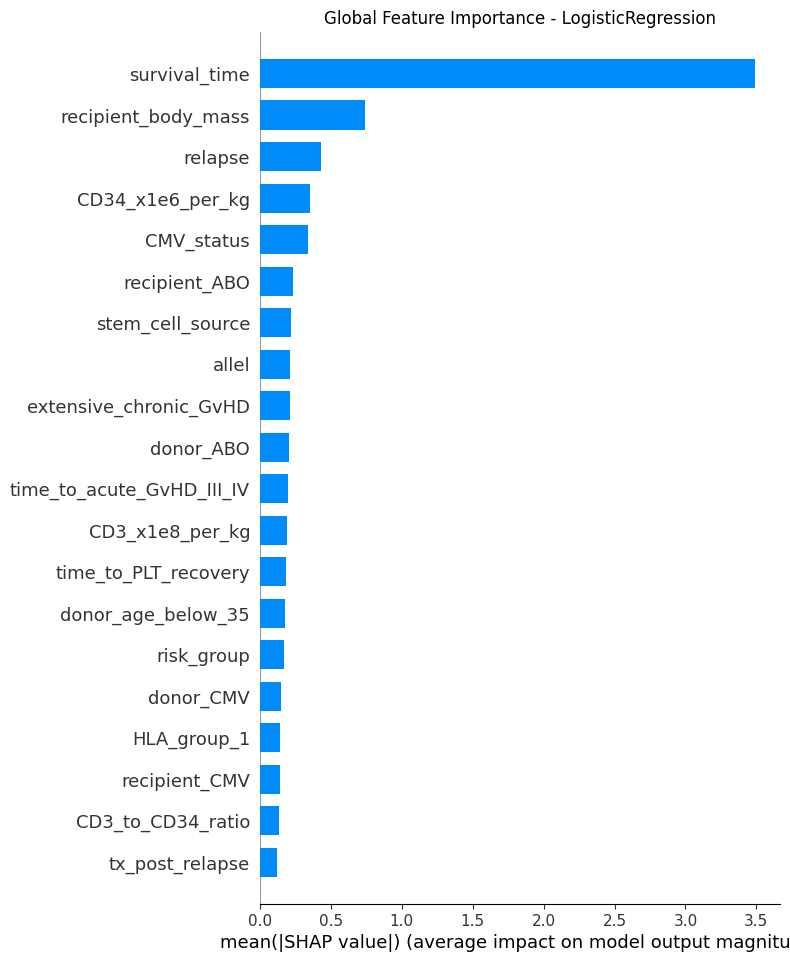 Global Feature Importance - LogisticRegression
survival_time
recipient_body_mass
relapse
CD34_x1e6_per_kg
CMV_status
recipient_ABO
stem_cell_source
allel
extensive_chronic_GvHD
donor_ABO
time_to_acute_GvHD_III_IV
CD3_x1e8_per_kg
time_to_PLT_recovery
donor_age_below_35
risk_group
donor_CMV
HLA_group_1
recipient_CMV
CD3_to_CD34_ratio
tx_post_relapse
0.0 0.5 1.0 1.5 2.0 2.5 3.0 3.5
mean(|SHAP value|) (average impact on model output magnitu